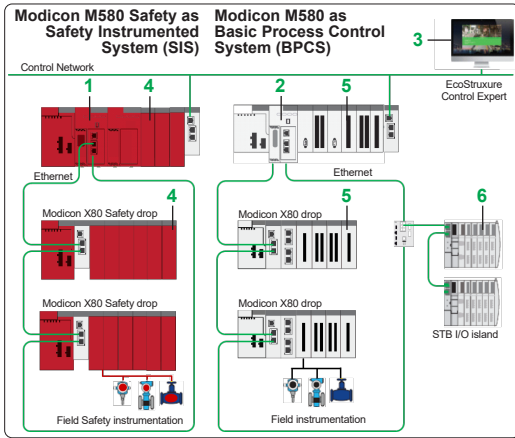 Modicon M580 Safety as
Safety Instrumented
System (SIS)
Modicon M580 as
Basic Process Control
System (BPCS)
3
Control Network
EcoStruxure
Control Expert
1
4
2
5
Ethernet
Ethernet
4
Modicon X80 Safety drop
Modicon X80 drop
5
6
Modicon X80 Safety drop
Modicon X80 drop
STB I/O island
Field Safety instrumentation
Field instrumentation